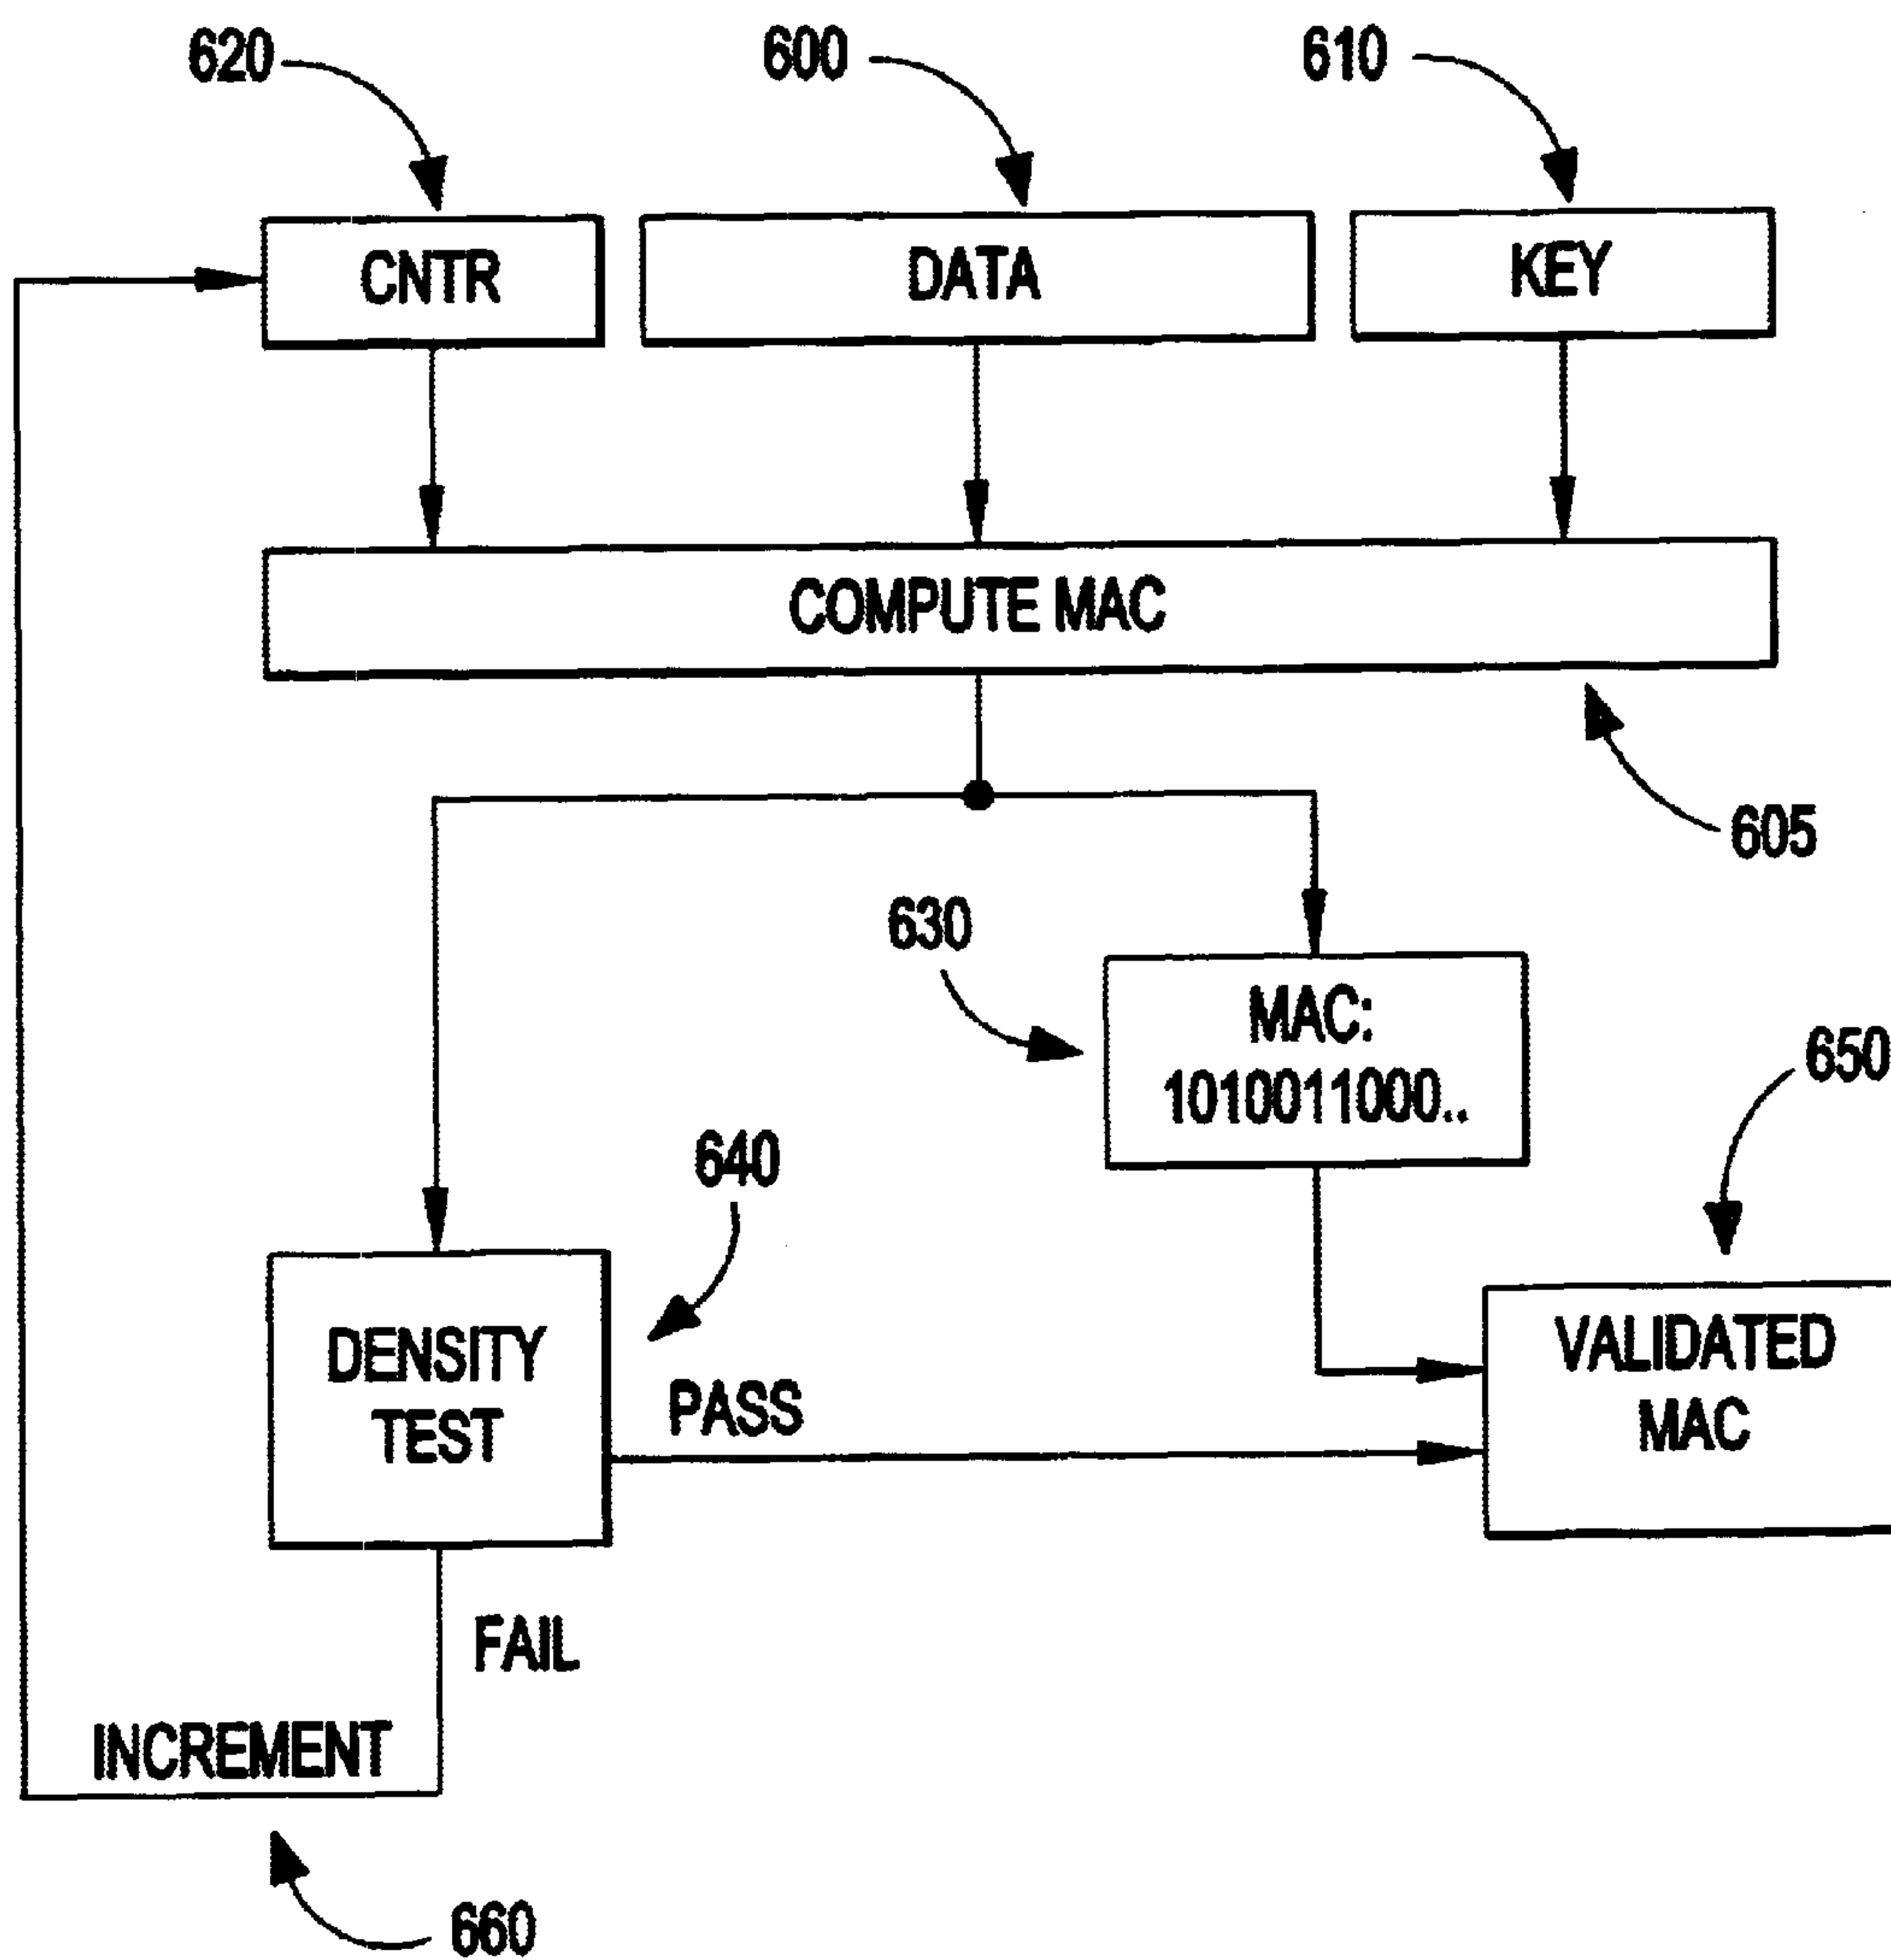 620
600
610
CNTR
DATA
KEY
COMPUTE MAC
605
630
MAC:
1010011000..
650
640
DENSITY
TEST
PASS
VALIDATED
MAC
FAIL
INCREMENT
660